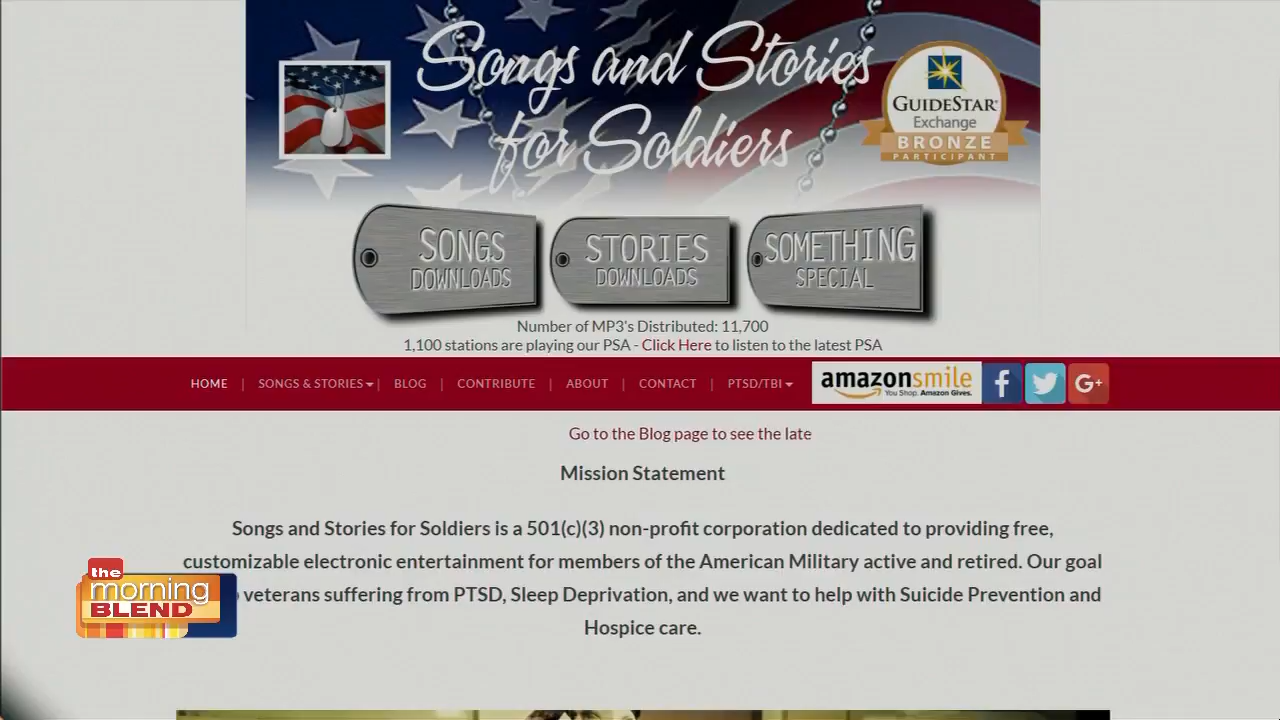 Songs and Stories
for Soldiers
GUIDESTAR®
Exchange
BRONZE
PARTICIPANT
SONGS
DOWNLOADS
STORIES
DOWNLOADS
SOMETHING
SPECIAL
Number of MP3's Distributed: 11,700
1,100 stations are playing our PSA - Click Here to listen to the latest PSA
HOME | SONGS & STORIES | BLOG | CONTRIBUTE | ABOUT | CONTACT | PTSD/TBI
amazonsmile
You Shop. Amazon Gives.
f
G+
Go to the Blog page to see the late
Mission Statement
Songs and Stories for Soldiers is a 501(c)(3) non-profit corporation dedicated to providing free,
customizable electronic entertainment for members of the American Military active and retired. Our goal
veterans suffering from PTSD, Sleep Deprivation, and we want to help with Suicide Prevention and
Hospice care.
the
morning
BLEND